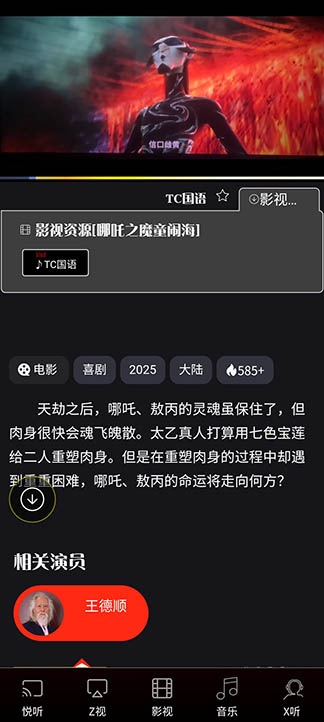 信口雌黄
TC国语
影视...
影视资源[哪吒之魔童闹海]
♪TC国语
电影
喜剧
2025
大陆
585+
天劫之后，哪吒、敖丙的灵魂虽保住了，但
肉身很快会魂飞魄散。太乙真人打算用七色宝莲
给二人重塑肉身。但是在重塑肉身的过程中却遇
到重重困难，哪吒、敖丙的命运将走向何方？
相关演员
王德顺
悦听
Z视
影视
音乐
X听